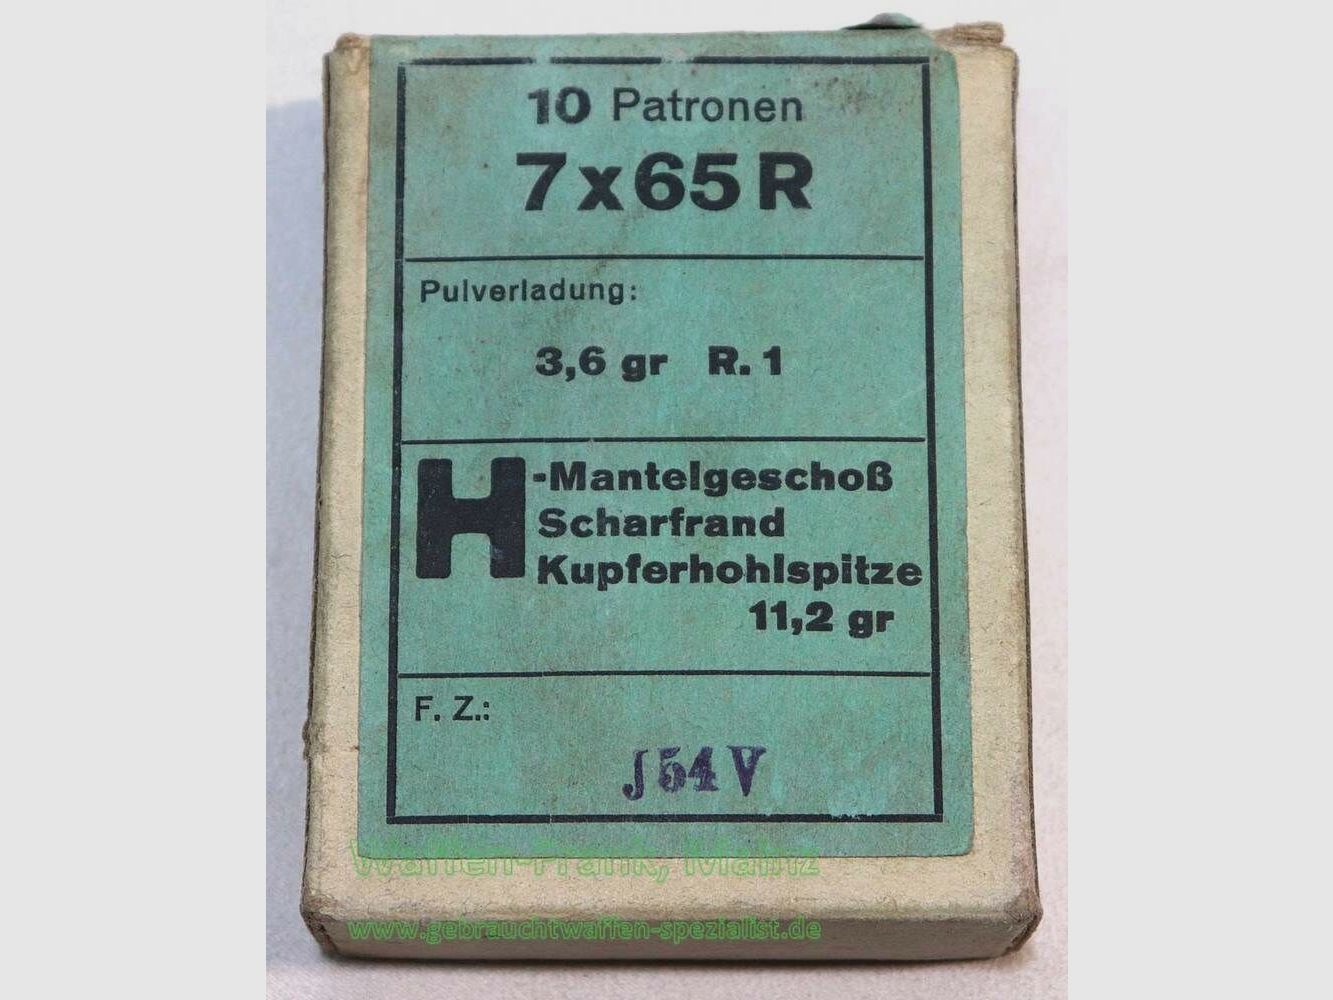 10 Patronen
7x65R
Pulverladung:
3,6 gr R.1
H-Mantelgeschoß
Scharfrand
Kupferhohlspitze
11,2 gr
F. Z.:
J54V
Waffen-Frank, Mainz
www.gebrauchtwaffen-spezialist.de